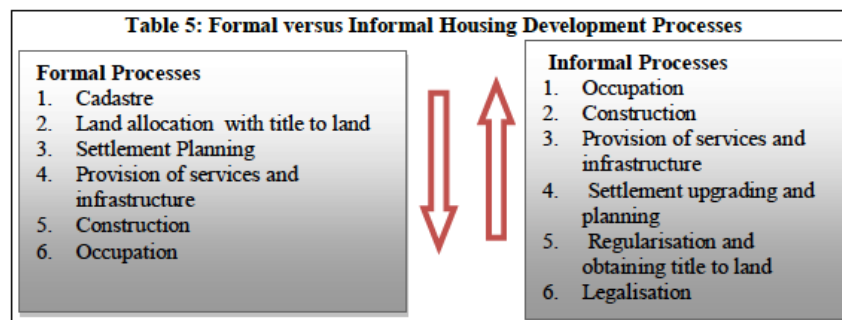 Table 5: Formal versus Informal Housing Development Processes
Formal Processes
1. Cadastre
2. Land allocation with title to land
3. Settlement Planning
4. Provision of services and
infrastructure
5. Construction
6. Occupation
Informal Processes
1. Occupation
2. Construction
3. Provision of services and
infrastructure
4. Settlement upgrading and
planning
5. Regularisation and
obtaining title to land
6. Legalisation